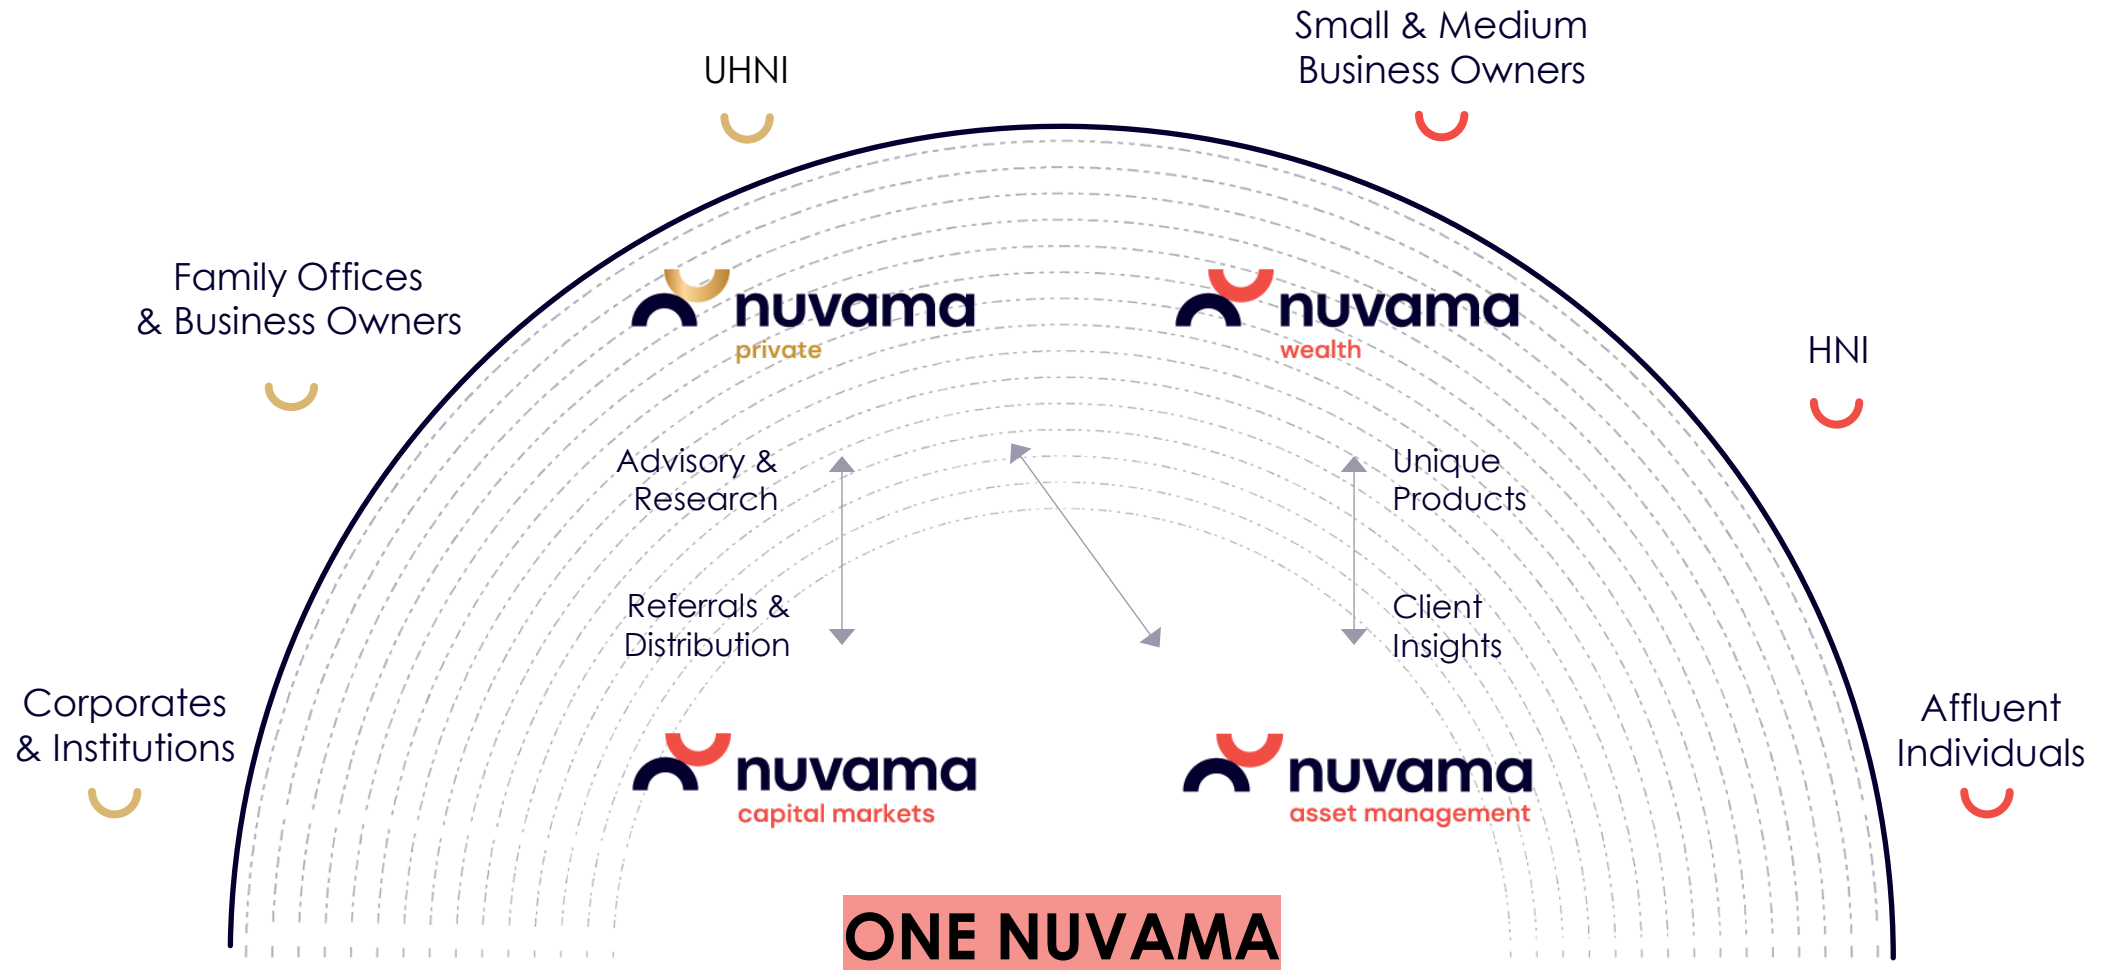 Small & Medium
Business Owners
UHNI
Family Offices
& Business Owners
nuvama
private
nuvama
wealth
HNI
Advisory &
Research
Unique
Products
Referrals &
Distribution
Client
Insights
Corporates
& Institutions
Affluent
Individuals
nuvama
capital markets
nuvama
asset management
ONE NUVAMA